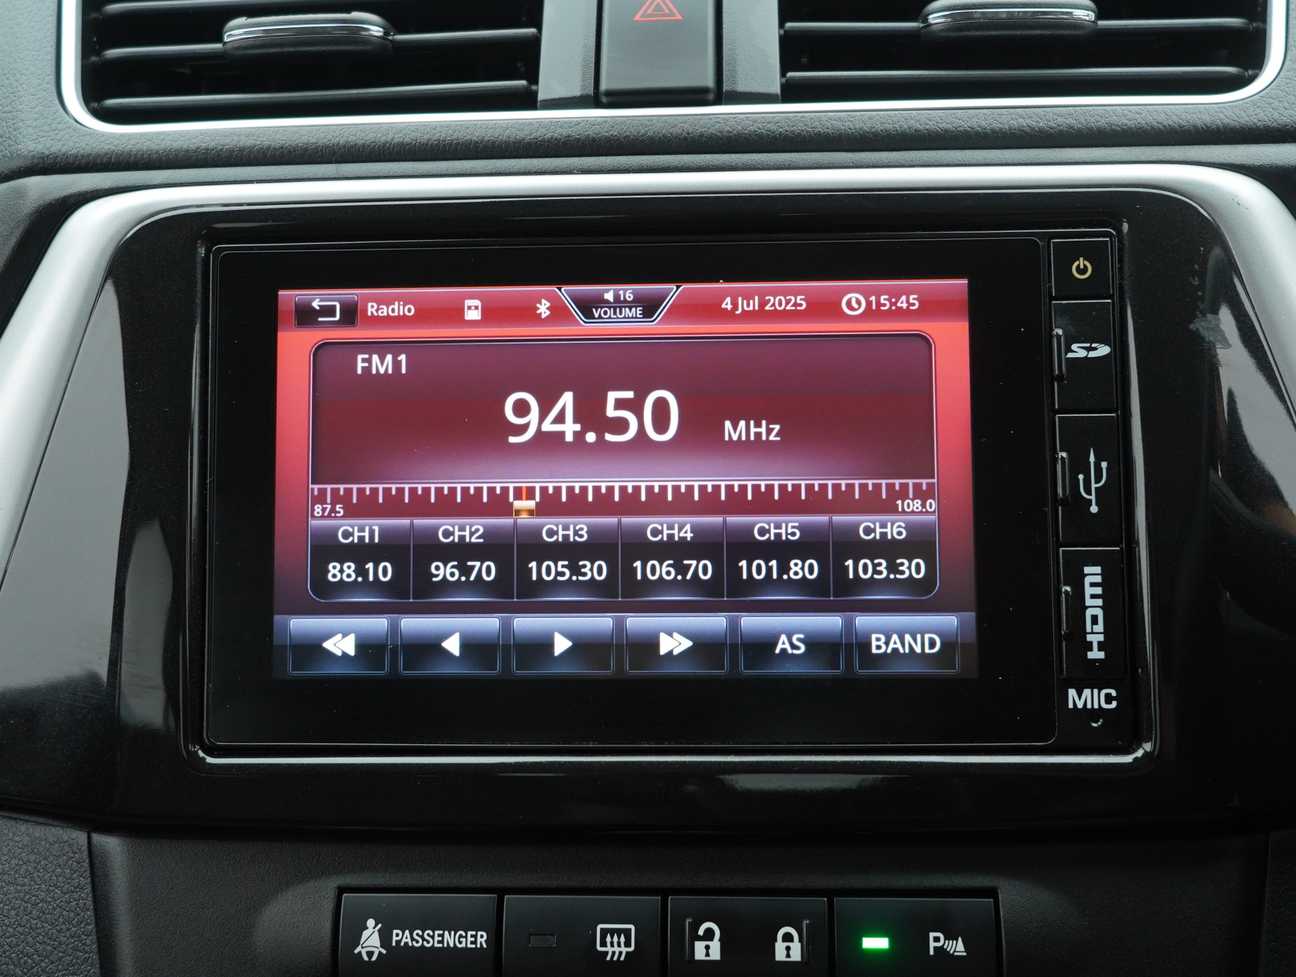 Radio 16 4 Jul 2025 15:45
VOLUME
FM1
94.50 MHz
87.5 108.0
CH1 CH2 CH3 CH4 CH5 CH6
88.10 96.70 105.30 106.70 101.80 103.30
AS BAND
SD
HDMI
MIC
PASSENGER
P